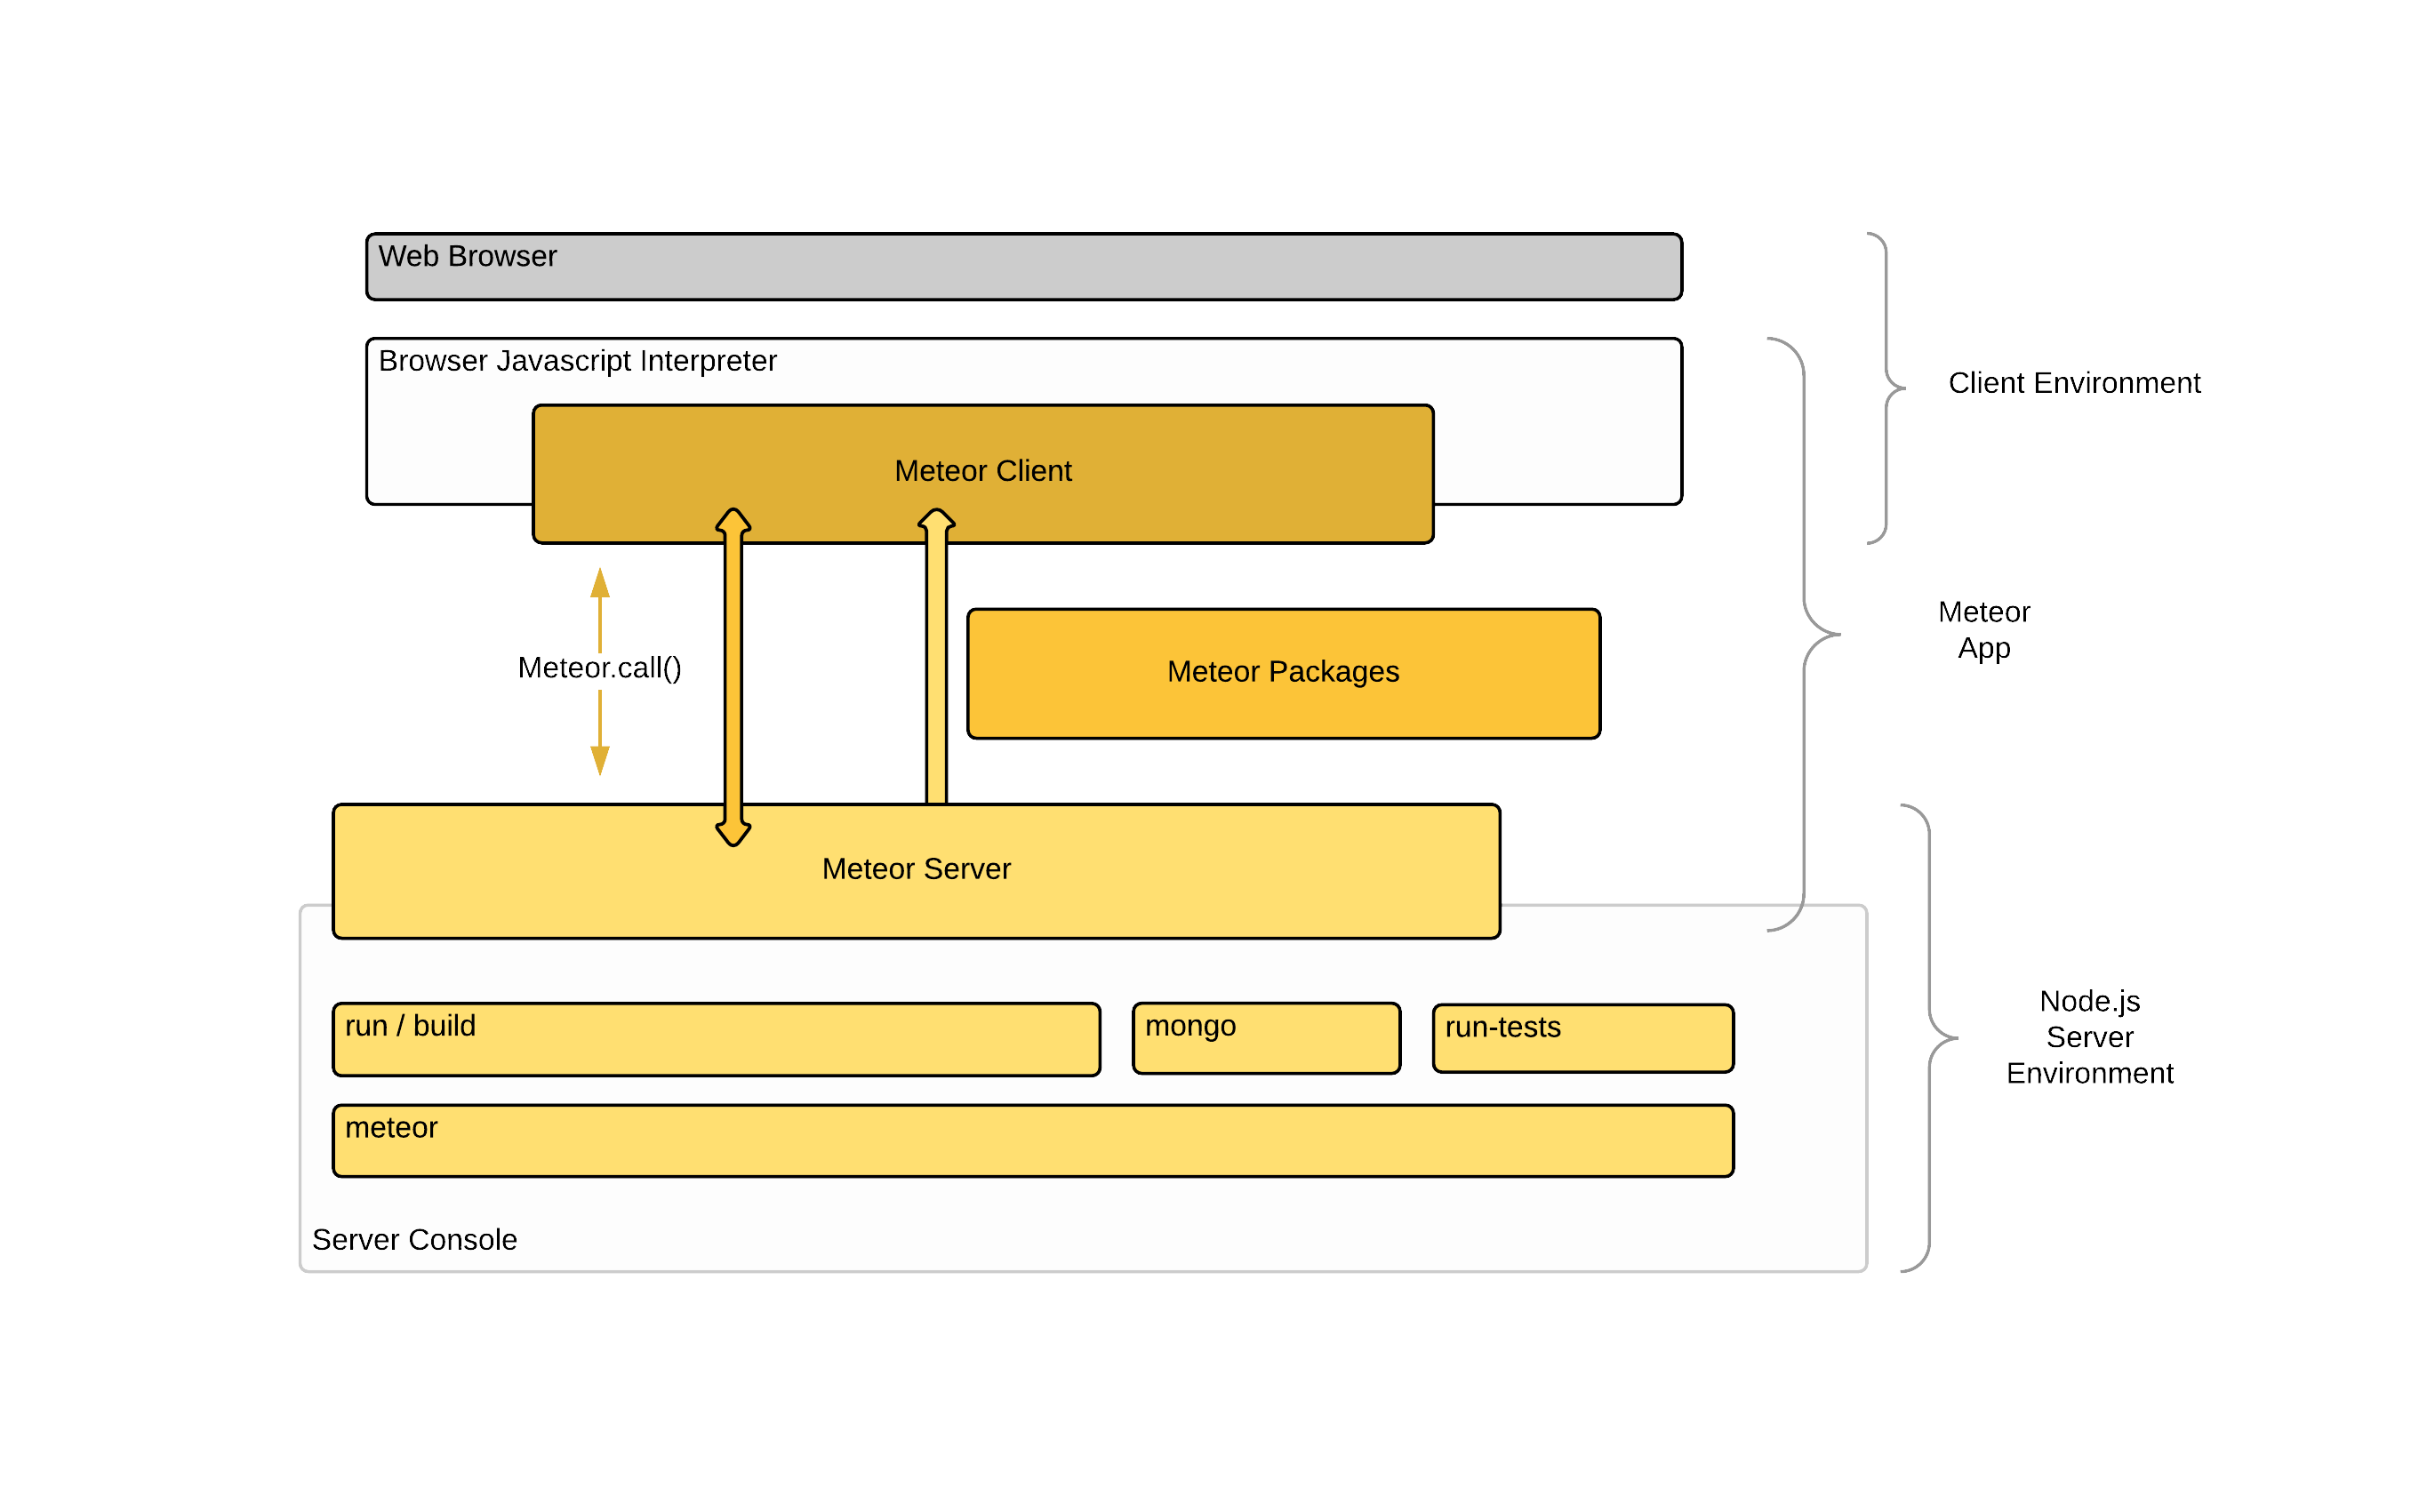 Web Browser
Browser Javascript Interpreter
Client Environment
Meteor Client
Meteor
App
Meteor.call()
Meteor Packages
Meteor Server
run / build
mongo
run-tests
Node.js
Server
Environment
meteor
Server Console